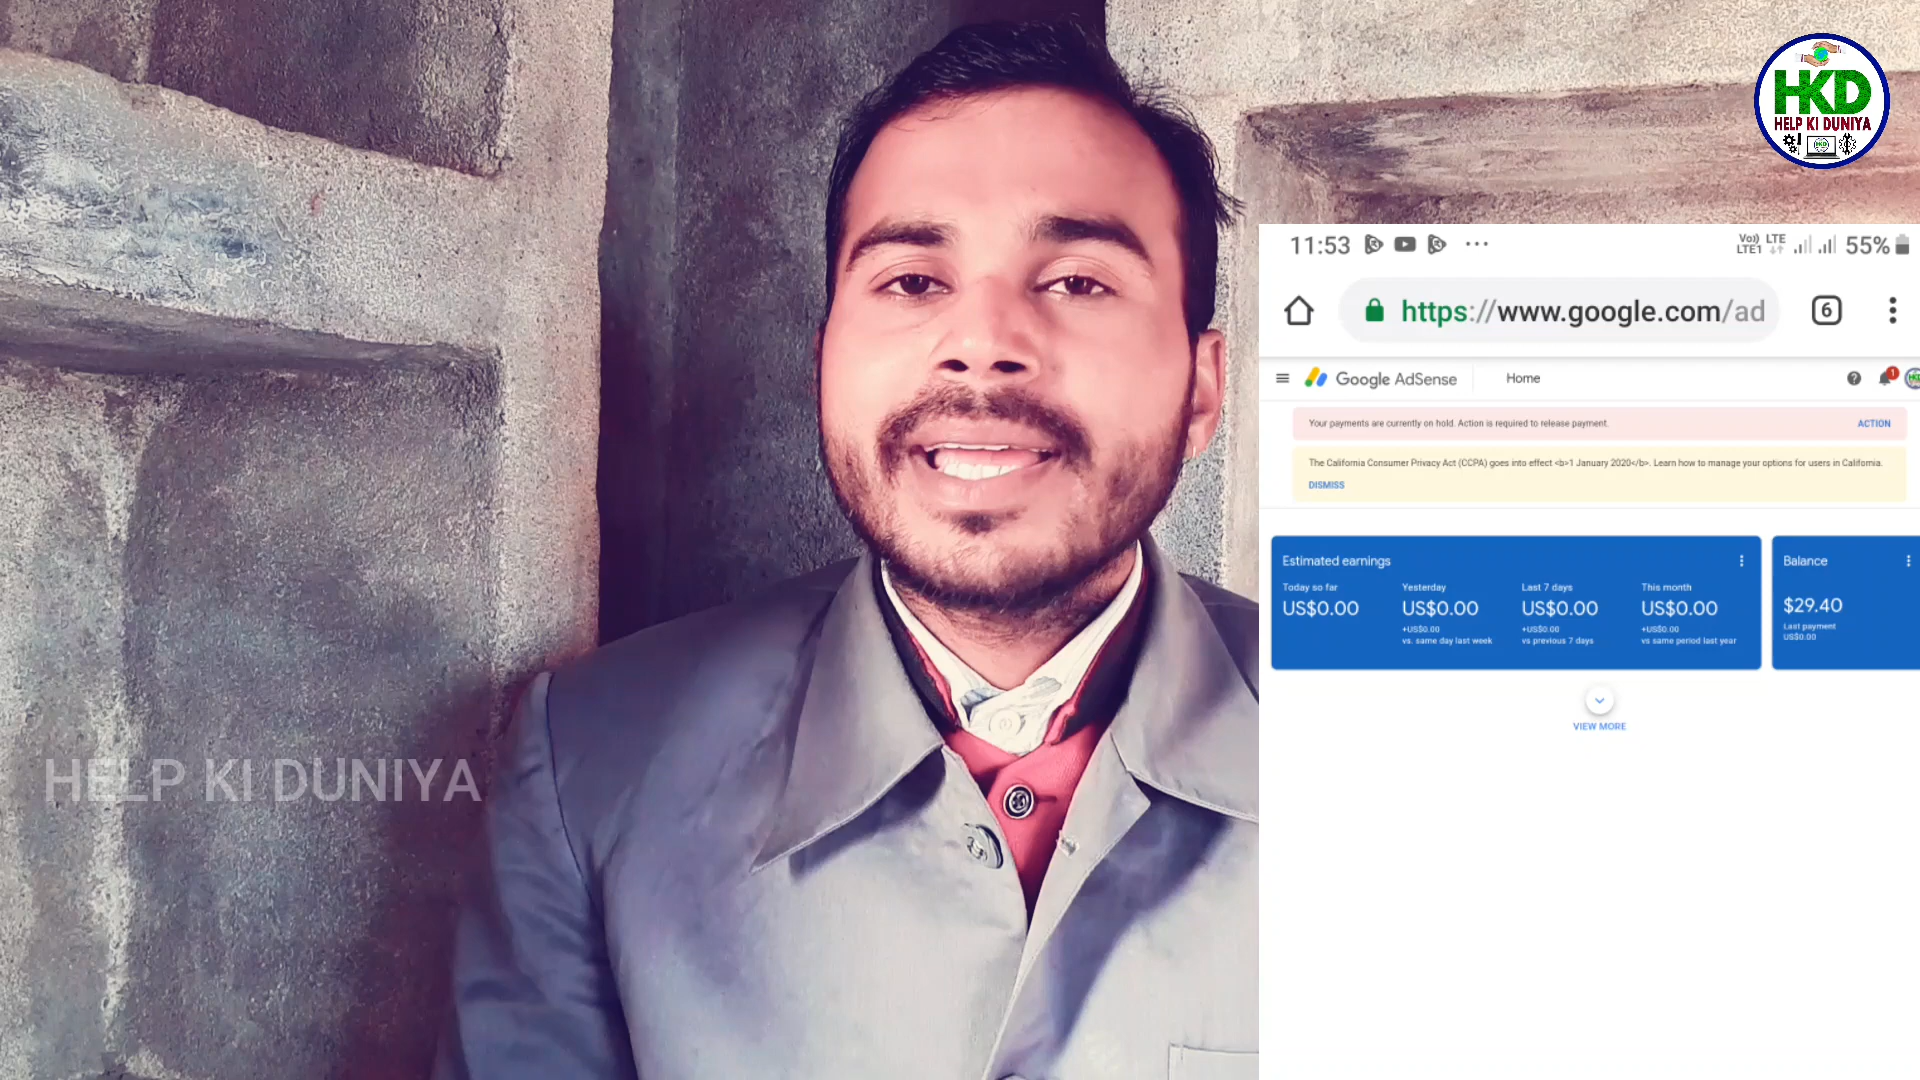 HKD
HELP KI DUNIYA
HKD
11:53
Vo)) LTE
LTE1
55%
https://www.google.com/ad
6
Google AdSense
Home
1
Your payments are currently on hold. Action is required to release payment.
ACTION
The California Consumer Privacy Act (CCPA) goes into effect <b>1 January 2020</b>. Learn how to manage your options for users in California.
DISMISS
Estimated earnings
Today so far
US$0.00
Yesterday
US$0.00
+US$0.00
vs. same day last week
Last 7 days
US$0.00
+US$0.00
vs previous 7 days
This month
US$0.00
+US$0.00
vs same period last year
Balance
$29.40
Last payment
US$0.00
VIEW MORE
HELP KI DUNIYA